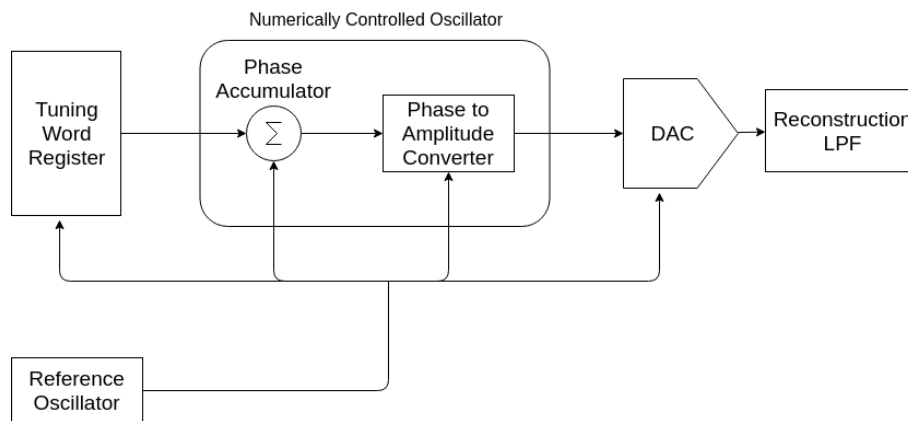 Numerically Controlled Oscillator
Tuning
Word
Register
Phase
Accumulator
∑
Phase to
Amplitude
Converter
DAC
Reconstruction
LPF
Reference
Oscillator